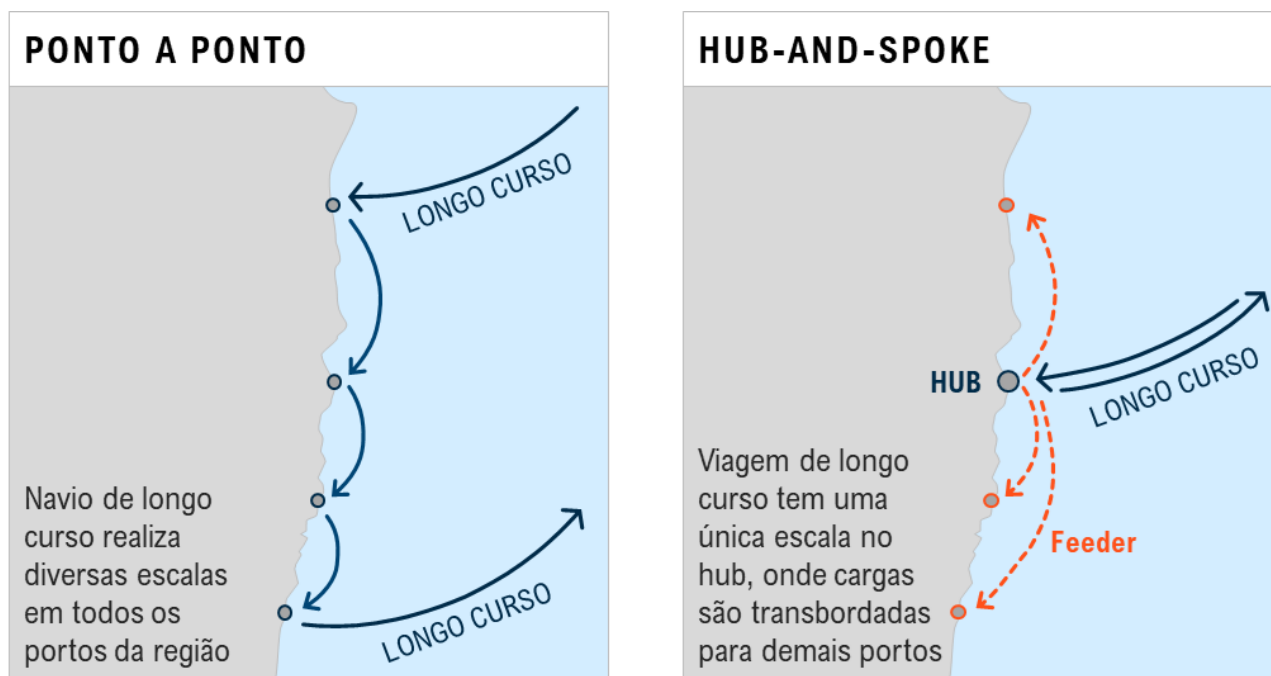 PONTO A PONTO
LONGO CURSO
Navio de longo
curso realiza
diversas escalas
em todos os
portos da região
LONGO CURSO
HUB-AND-SPOKE
HUB
LONGO CURSO
Viagem de longo
curso tem uma
única escala no
hub, onde cargas
são transbordadas
para demais portos
Feeder